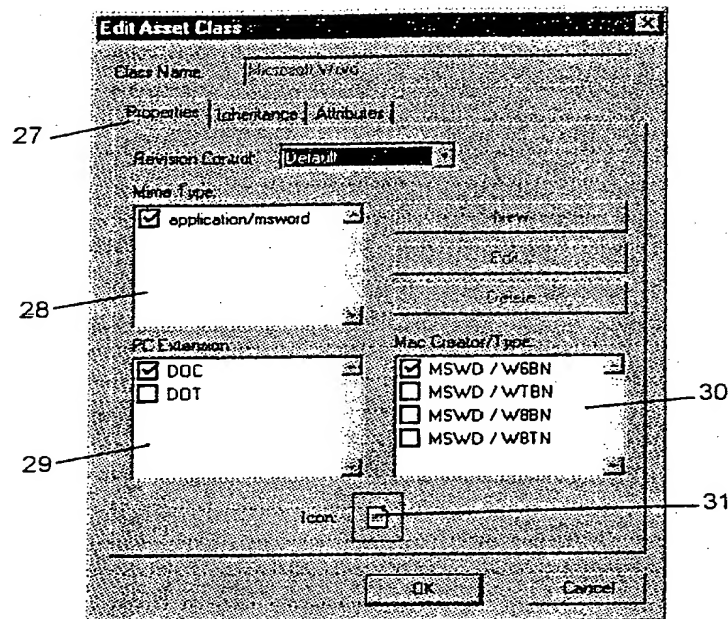 Edit Asset Class
Class Name:
Microsoft Word
27
Properties Inheritance Attributes
Revision Control: Default
Mime Type:
application/msword
New
Edit...
Delete
28
PC Extension:
DOC
DOT
29
Mac Creator/Type:
MSWD / W6BN
MSWD / WTBN
MSWD / W8BN
MSWD / W8TN
30
Icon:
31
OK
Cancel